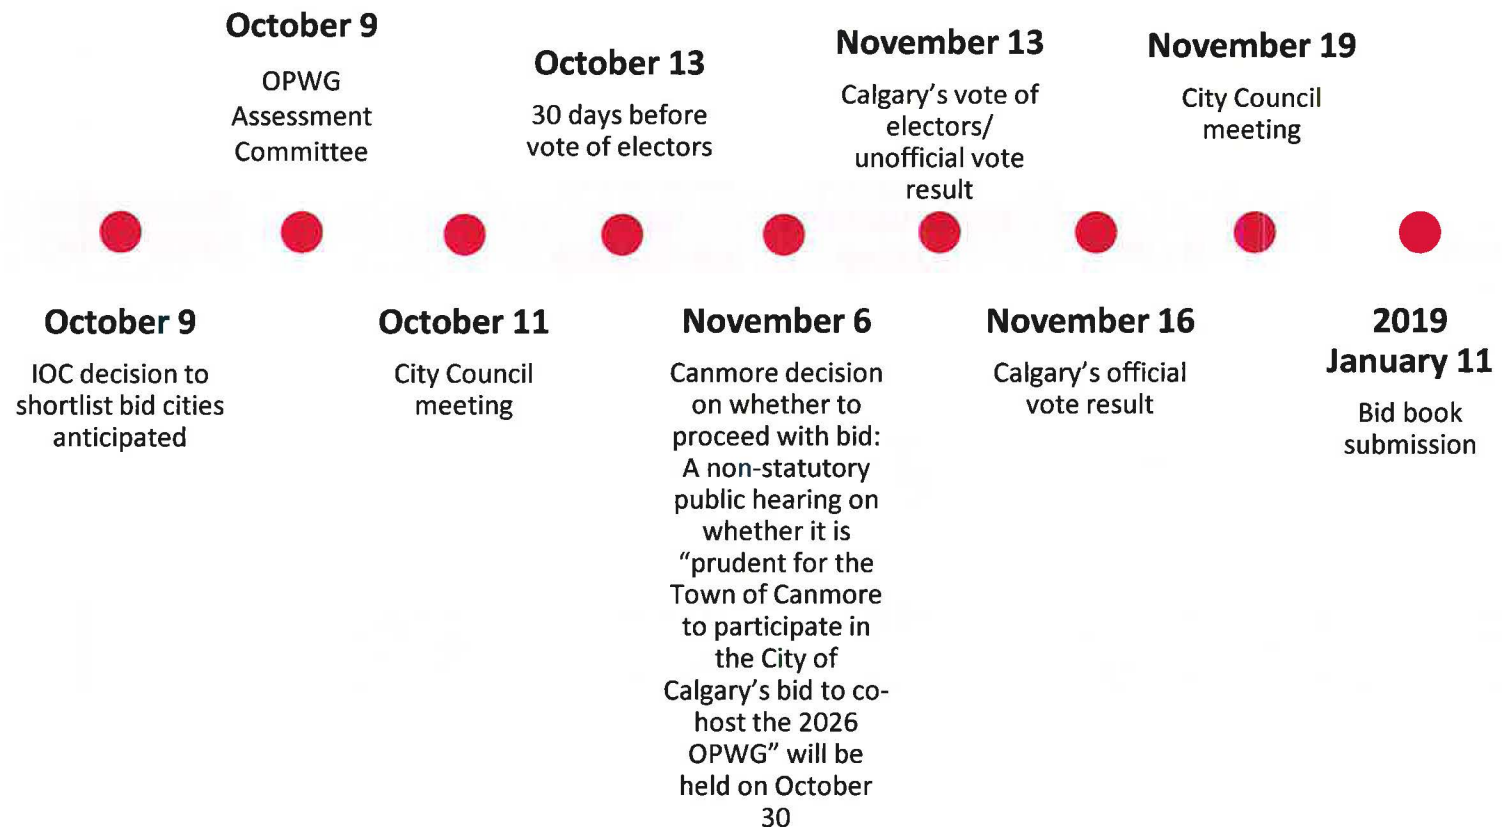 October 9
OPWG
Assessment
Committee
October 13
30 days before
vote of electors
November 13
Calgary’s vote of
electors/
unofficial vote
result
November 19
City Council
meeting
October 9
IOC decision to
shortlist bid cities
anticipated
October 11
City Council
meeting
November 6
Canmore decision
on whether to
proceed with bid:
A non-statutory
public hearing on
whether it is
“prudent for the
Town of Canmore
to participate in
the City of
Calgary’s bid to co-
host the 2026
OPWG” will be
held on October
30
November 16
Calgary’s official
vote result
2019
January 11
Bid book
submission